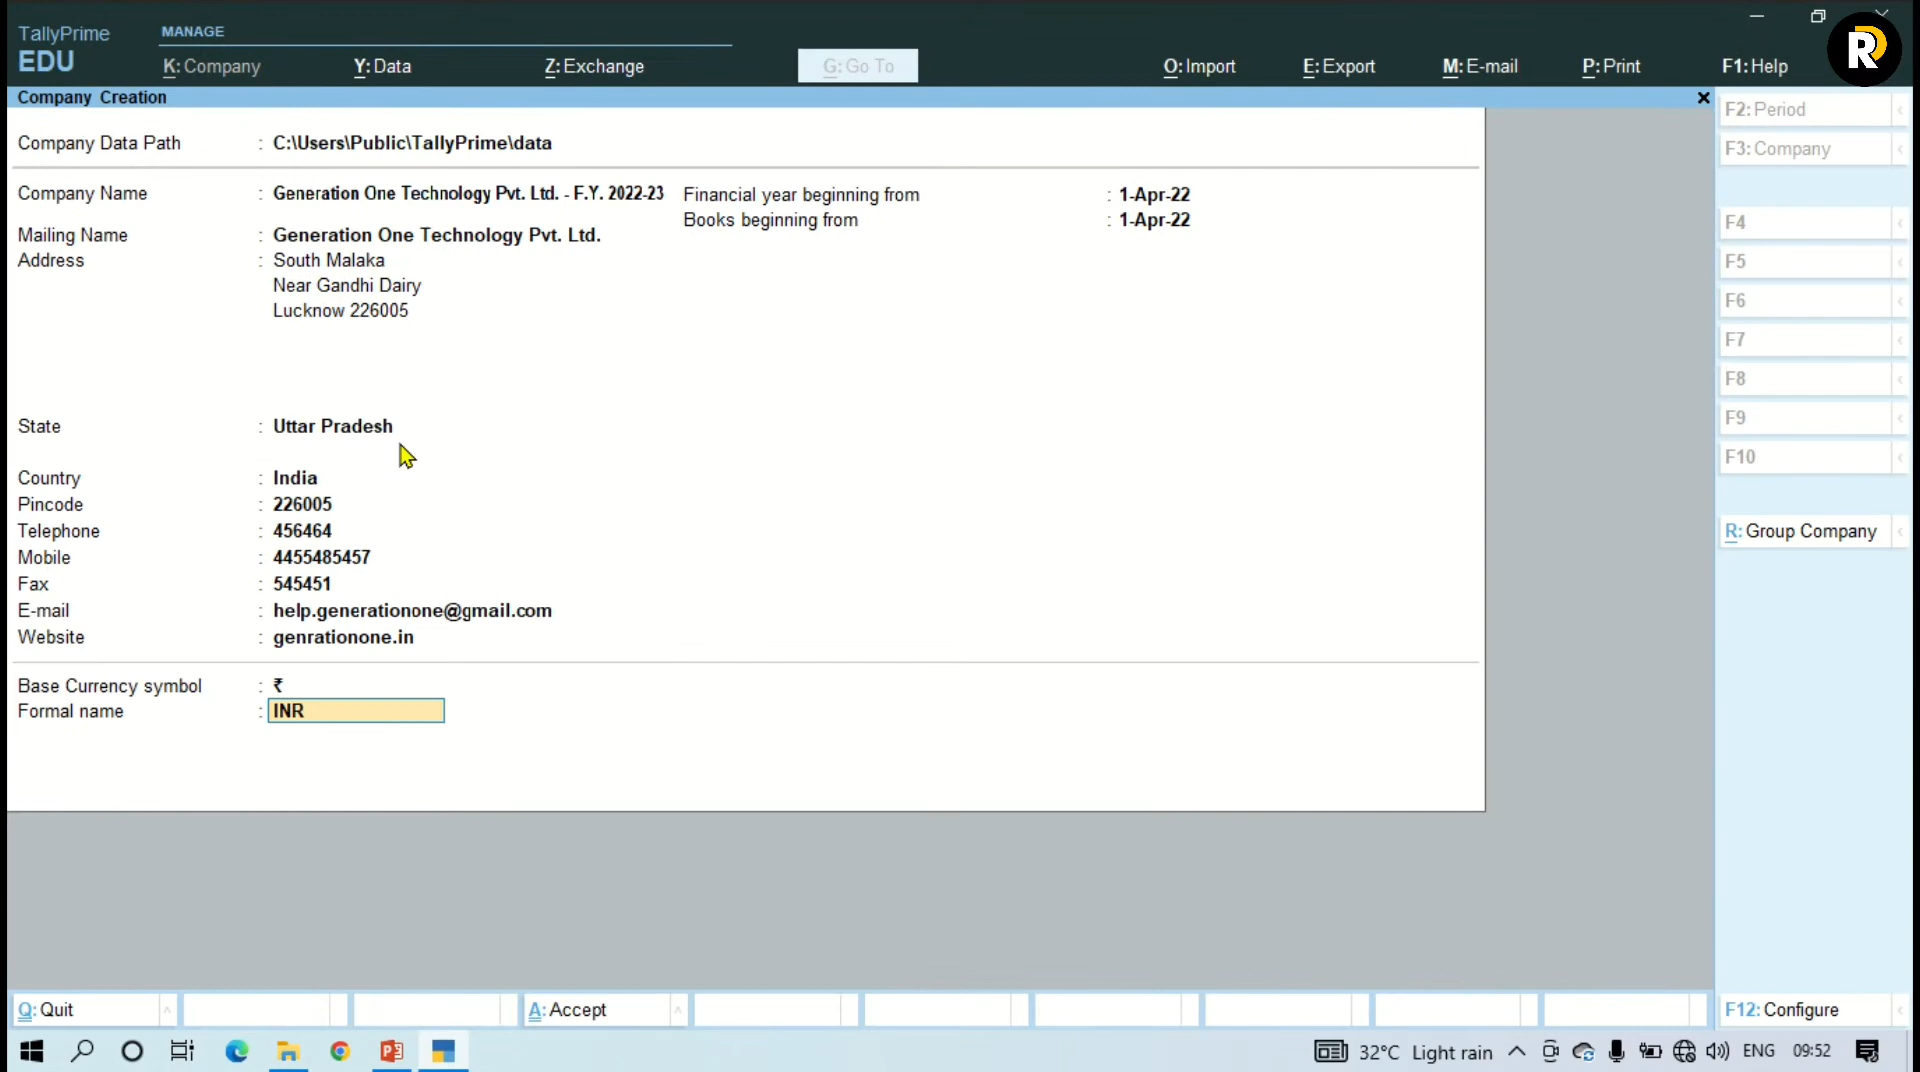 TallyPrime
EDU
MANAGE
K: Company
Y: Data
Z: Exchange
G: Go To
O: Import
E: Export
M: E-mail
P: Print
F1: Help
R
Company Creation
Company Data Path : C:\Users\Public\TallyPrime\data
Company Name : Generation One Technology Pvt. Ltd. - F.Y. 2022-23
Financial year beginning from : 1-Apr-22
Books beginning from : 1-Apr-22
Mailing Name : Generation One Technology Pvt. Ltd.
Address : South Malaka
Near Gandhi Dairy
Lucknow 226005
State : Uttar Pradesh
Country : India
Pincode : 226005
Telephone : 456464
Mobile : 4455485457
Fax : 545451
E-mail : help.generationone@gmail.com
Website : genrationone.in
Base Currency symbol : ₹
Formal name : INR
F2: Period
F3: Company
F4
F5
F6
F7
F8
F9
F10
R: Group Company
Q: Quit
A: Accept
F12: Configure
32°C Light rain
ENG
09:52